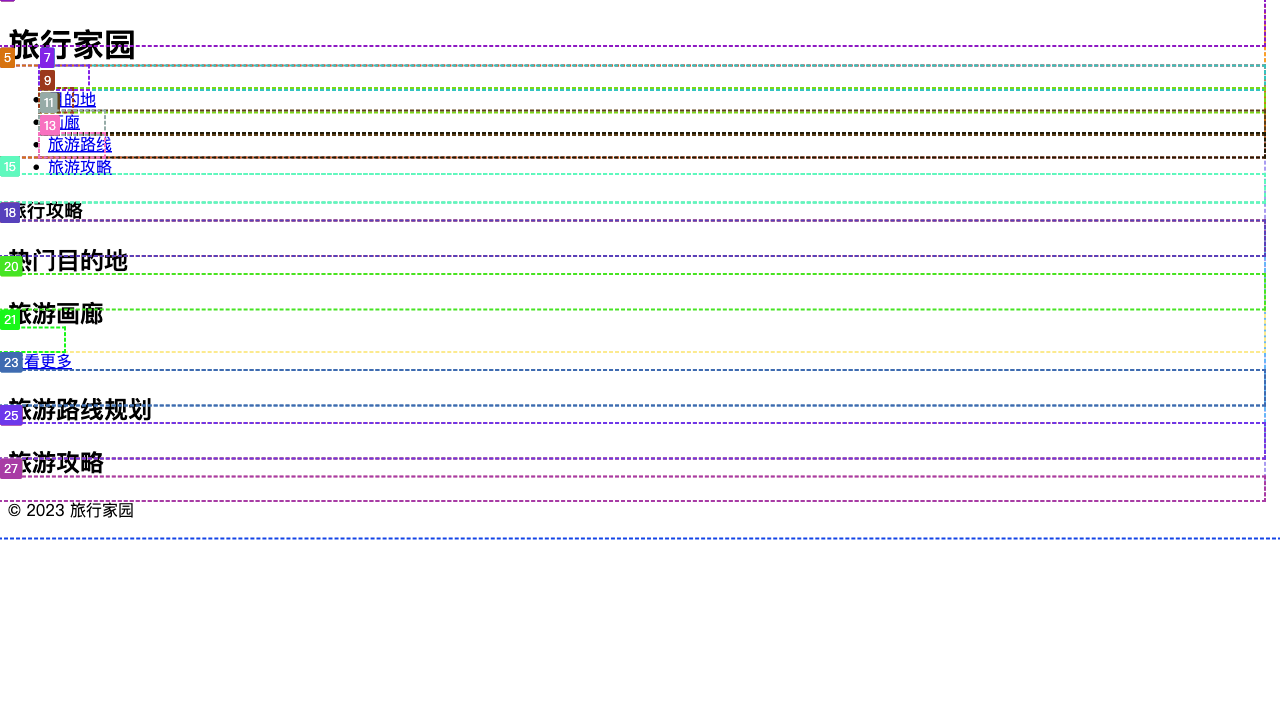 旅行家园
5
7
9
的地
11
廊
13
旅游路线
15
旅游攻略
18
旅行攻略
热门目的地
20
旅游画廊
21
看更多
23
旅游路线规划
25
旅游攻略
27
© 2023 旅行家园